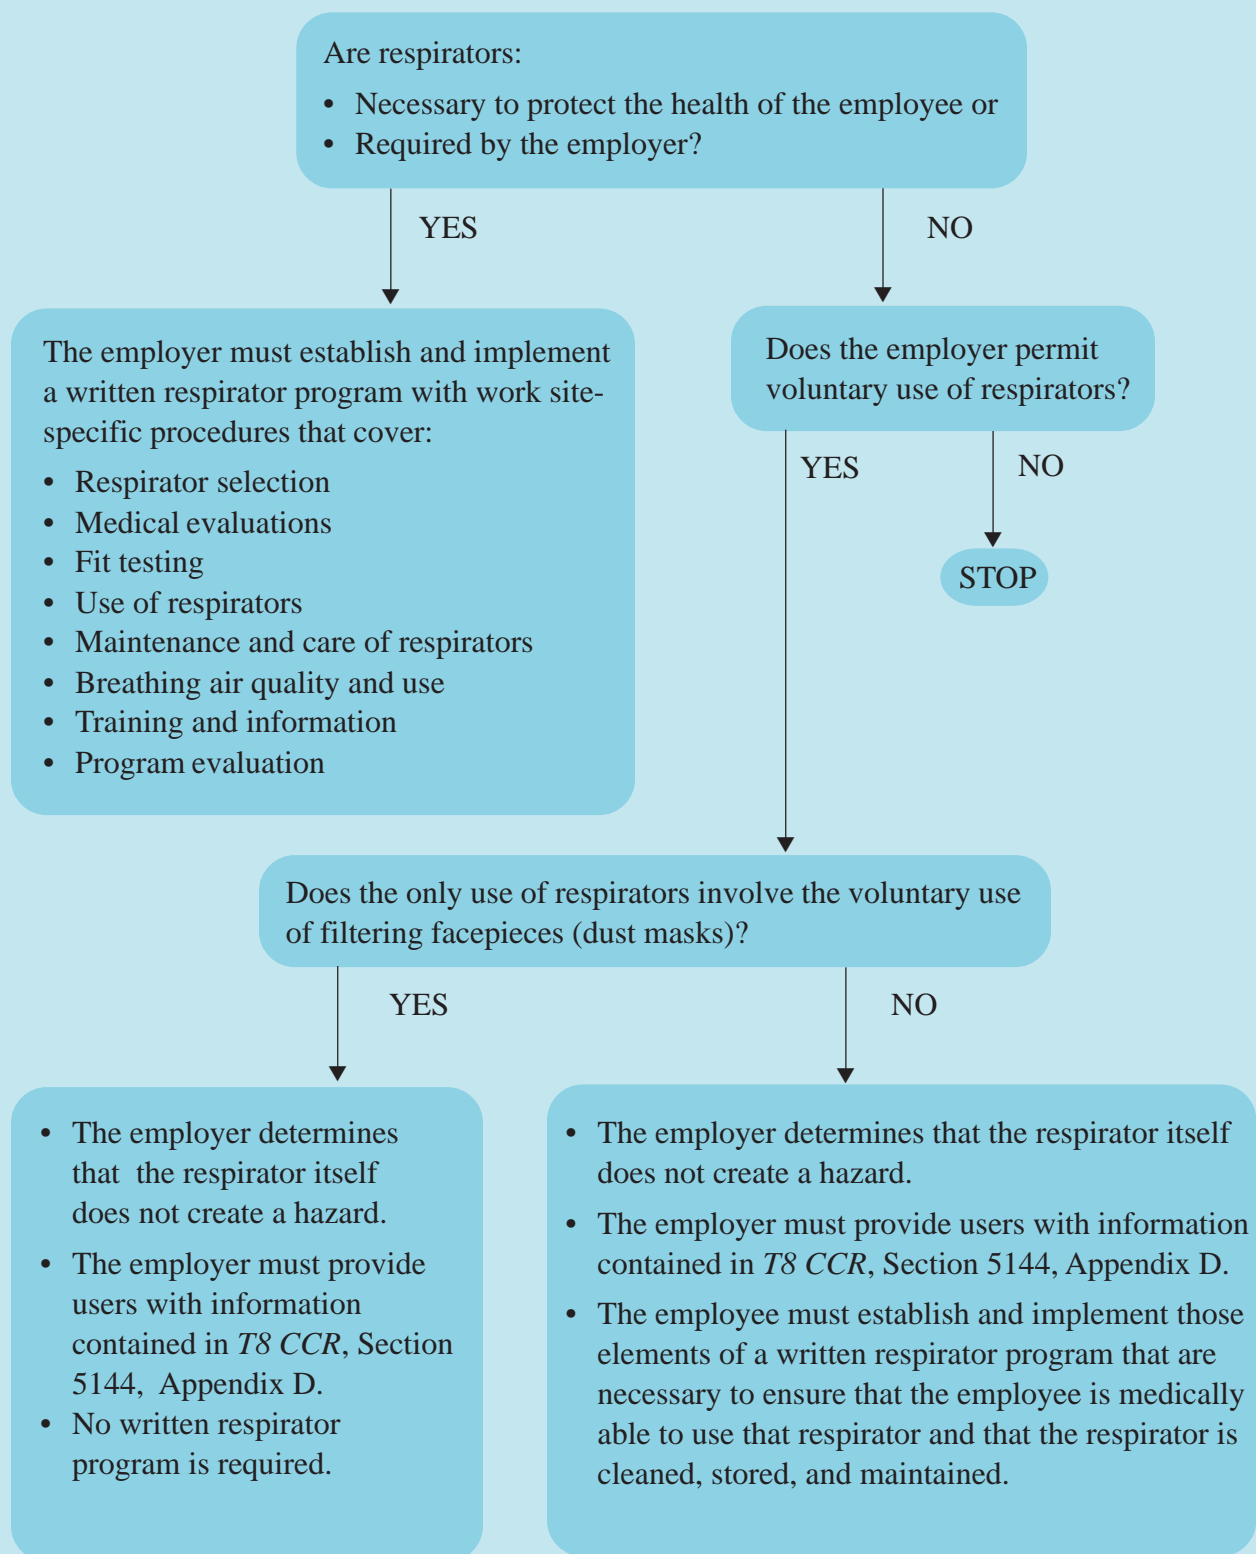 Are respirators:
• Necessary to protect the health of the employee or
• Required by the employer?
YES
NO
The employer must establish and implement
a written respirator program with work site-
specific procedures that cover:
• Respirator selection
• Medical evaluations
• Fit testing
• Use of respirators
• Maintenance and care of respirators
• Breathing air quality and use
• Training and information
• Program evaluation
Does the employer permit
voluntary use of respirators?
YES
NO
STOP
Does the only use of respirators involve the voluntary use
of filtering facepieces (dust masks)?
YES
NO
• The employer determines
that the respirator itself
does not create a hazard.
• The employer must provide
users with information
contained in T8 CCR, Section
5144, Appendix D.
• No written respirator
program is required.
• The employer determines that the respirator itself
does not create a hazard.
• The employer must provide users with information
contained in T8 CCR, Section 5144, Appendix D.
• The employee must establish and implement those
elements of a written respirator program that are
necessary to ensure that the employee is medically
able to use that respirator and that the respirator is
cleaned, stored, and maintained.